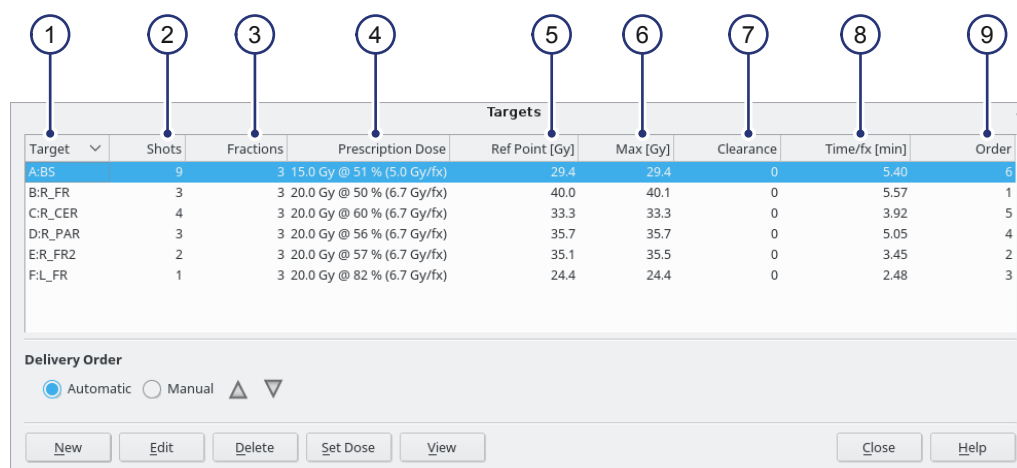 1 2 3 4 5 6 7 8 9
Targets
Target Shots Fractions Prescription Dose Ref Point [Gy] Max [Gy] Clearance Time/fx [min] Order
A:BS 9 3 15.0 Gy @ 51 % (5.0 Gy/fx) 29.4 29.4 0 5.40 6
B:R_FR 3 3 20.0 Gy @ 50 % (6.7 Gy/fx) 40.0 40.1 0 5.57 1
C:R_CER 4 3 20.0 Gy @ 60 % (6.7 Gy/fx) 33.3 33.3 0 3.92 5
D:R_PAR 3 3 20.0 Gy @ 56 % (6.7 Gy/fx) 35.7 35.7 0 5.05 4
E:R_FR2 2 3 20.0 Gy @ 57 % (6.7 Gy/fx) 35.1 35.5 0 3.45 2
F:L_FR 1 3 20.0 Gy @ 82 % (6.7 Gy/fx) 24.4 24.4 0 2.48 3
Delivery Order
Automatic Manual
New Edit Delete Set Dose View Close Help